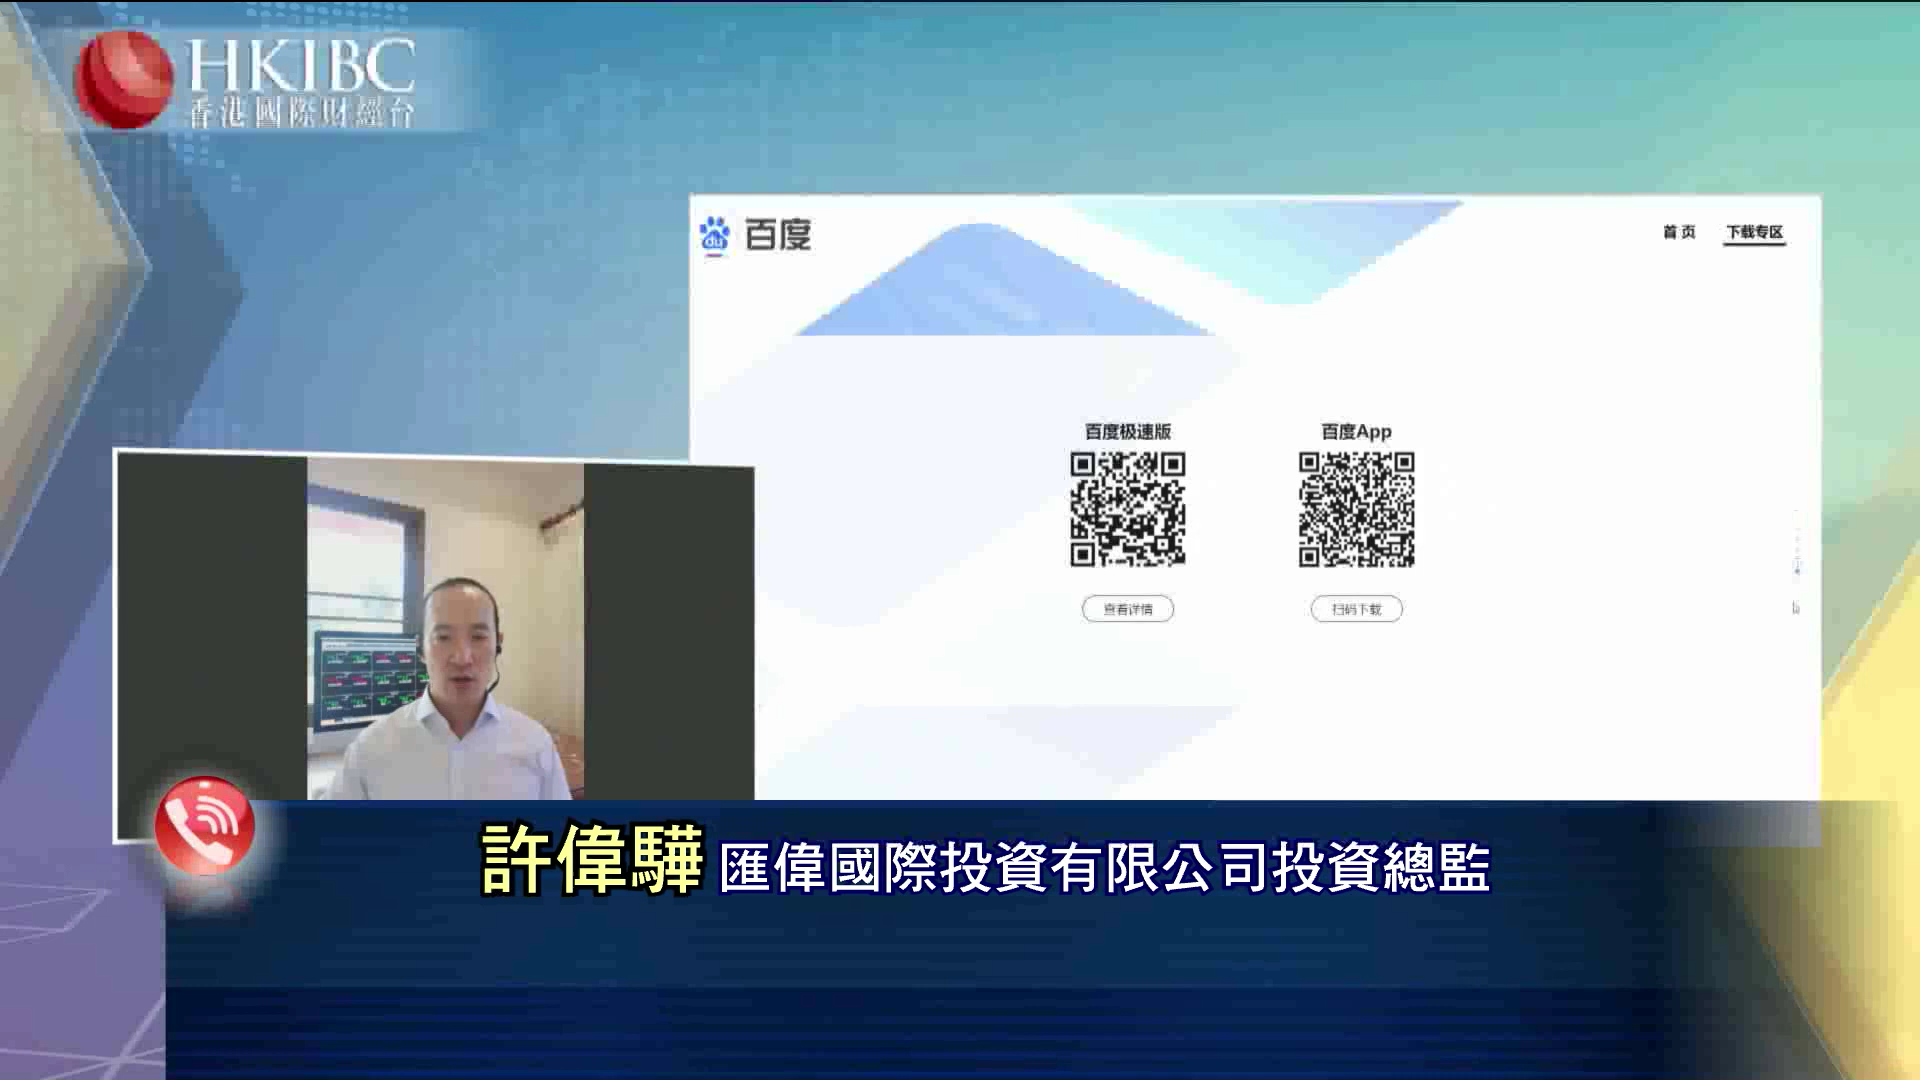 HKIBC
香港國際財經台
du 百度
首页 下载专区
百度极速版 百度App
查看详情 扫码下载
許偉驊 匯偉國際投資有限公司投資總監